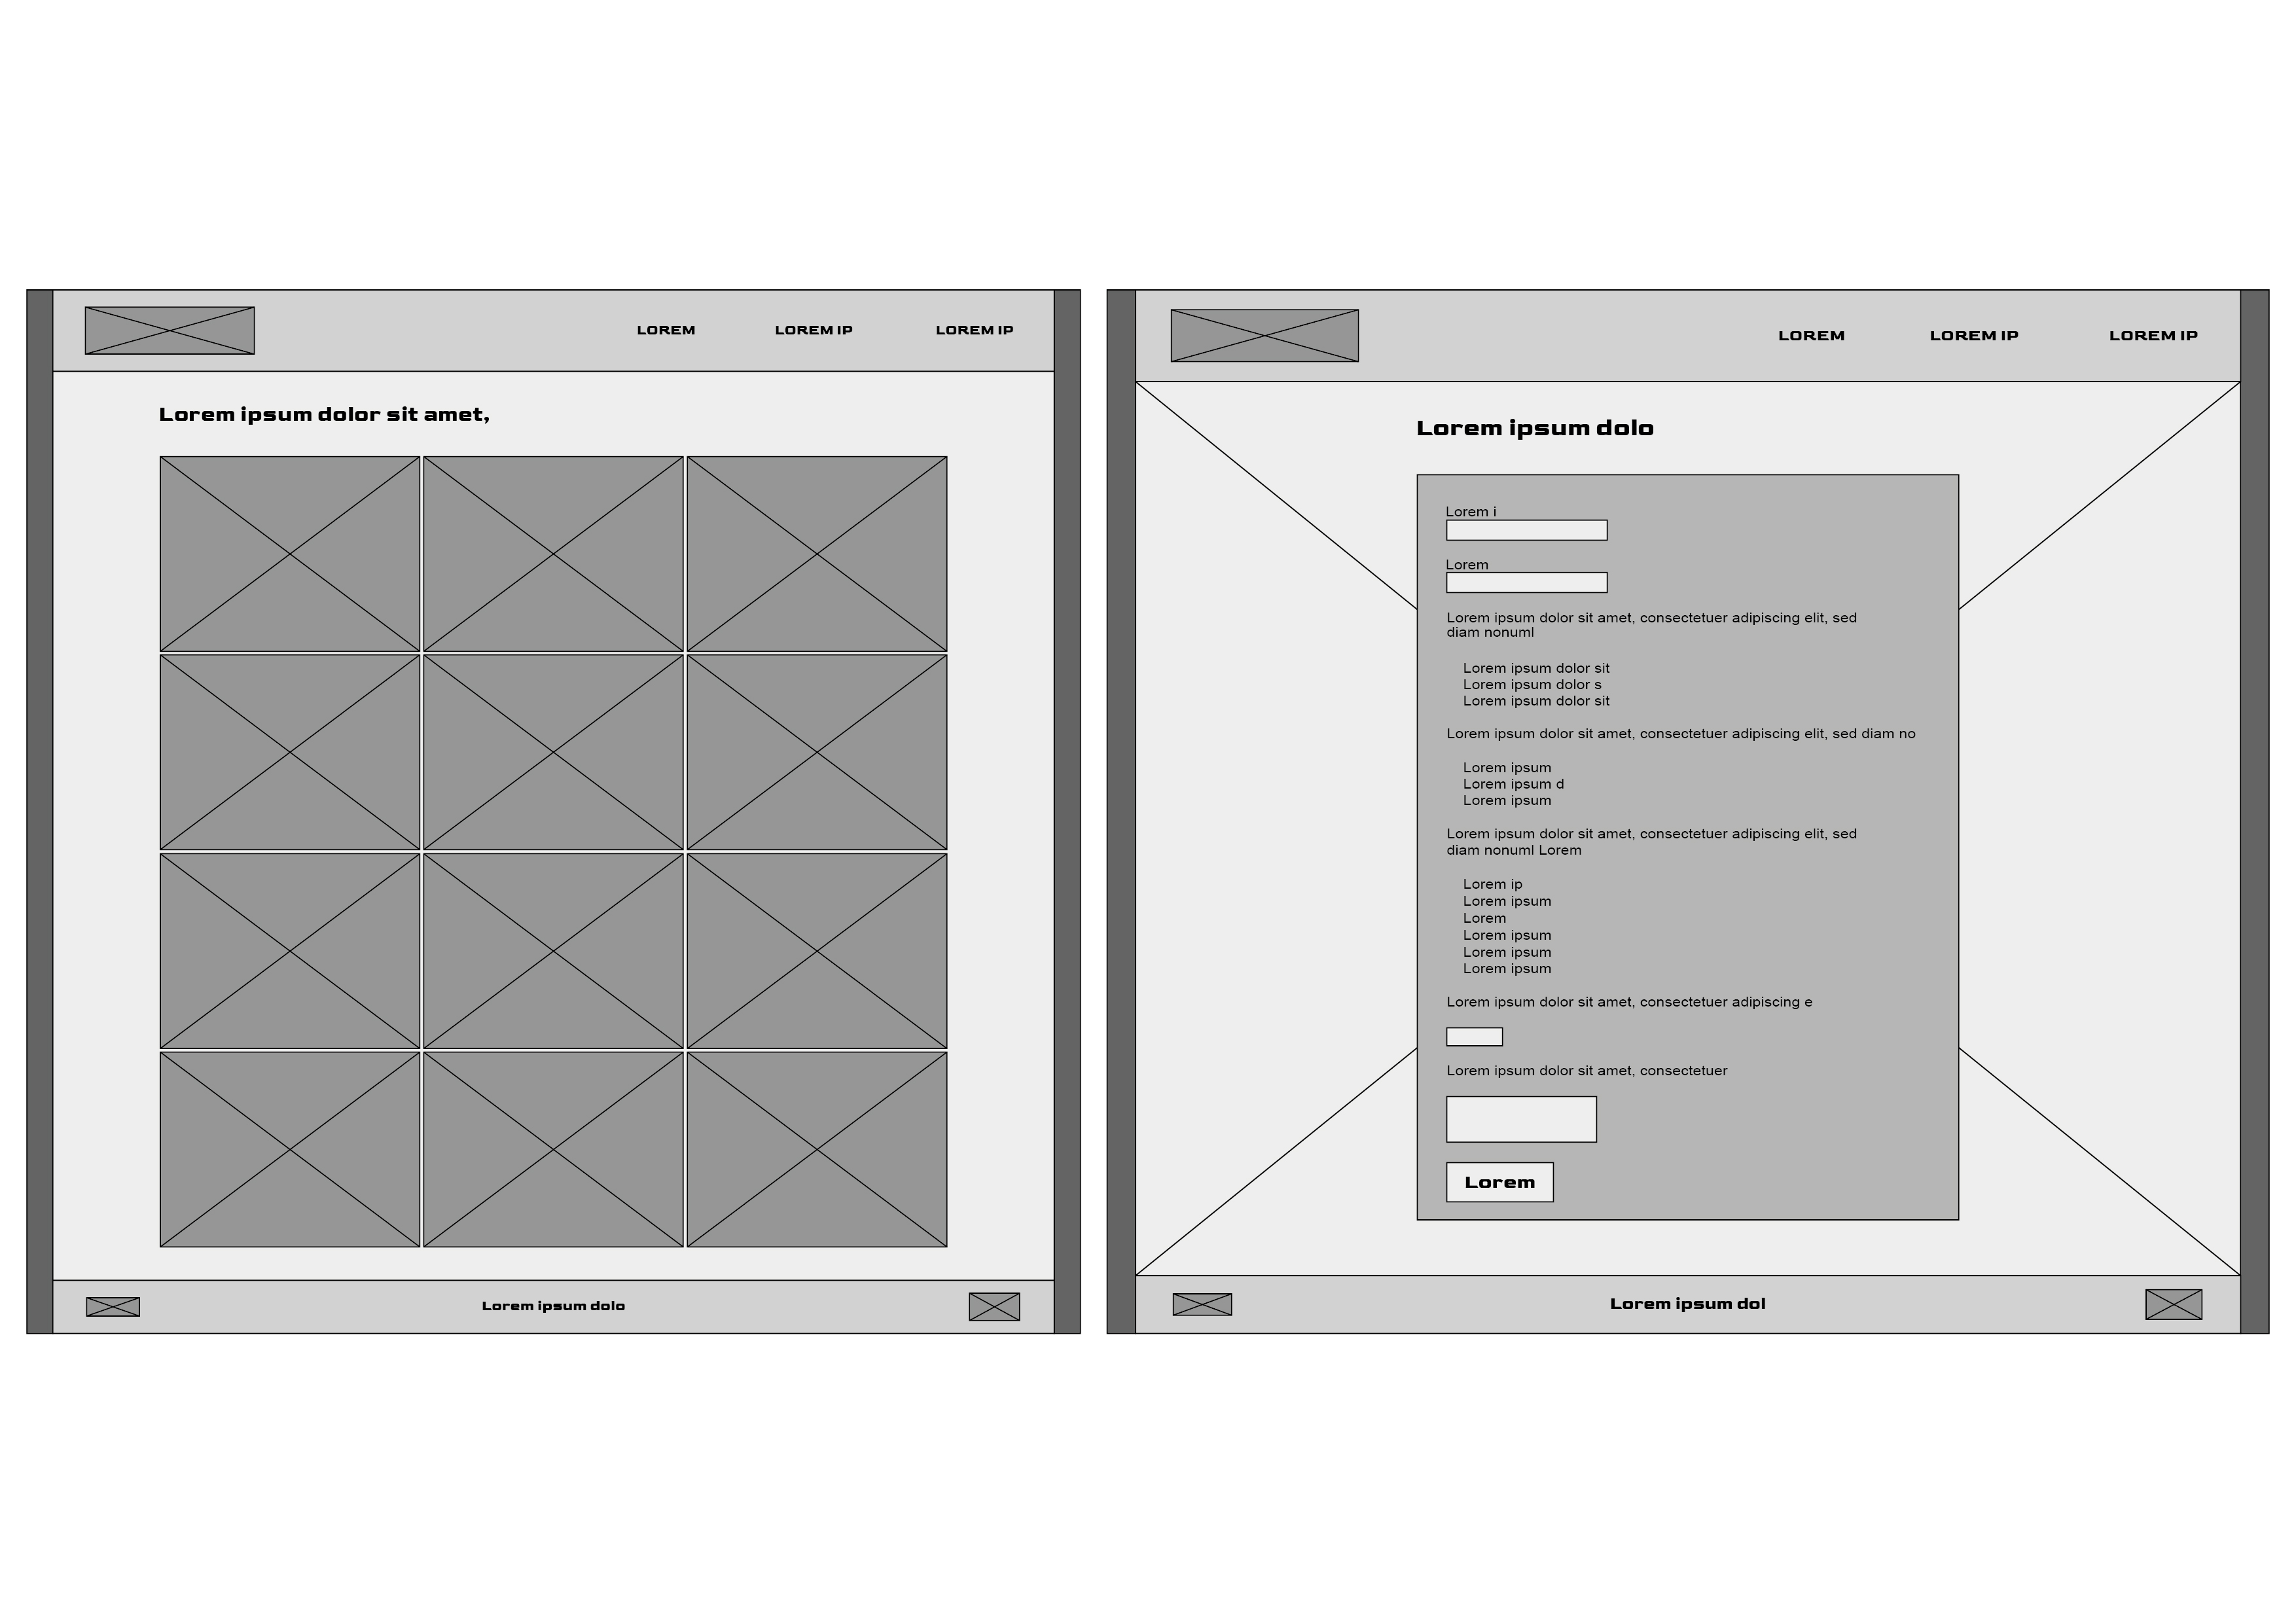 LOREM LOREM IP LOREM IP
Lorem ipsum dolor sit amet,
Lorem ipsum dolo
LOREM LOREM IP LOREM IP
Lorem ipsum dolo
Lorem i
Lorem
Lorem ipsum dolor sit amet, consectetuer adipiscing elit, sed
diam nonuml
Lorem ipsum dolor sit
Lorem ipsum dolor s
Lorem ipsum dolor sit
Lorem ipsum dolor sit amet, consectetuer adipiscing elit, sed diam no
Lorem ipsum
Lorem ipsum d
Lorem ipsum
Lorem ipsum dolor sit amet, consectetuer adipiscing elit, sed
diam nonuml Lorem
Lorem ip
Lorem ipsum
Lorem
Lorem ipsum
Lorem ipsum
Lorem ipsum
Lorem ipsum dolor sit amet, consectetuer adipiscing e
Lorem ipsum dolor sit amet, consectetuer
Lorem
Lorem ipsum dol